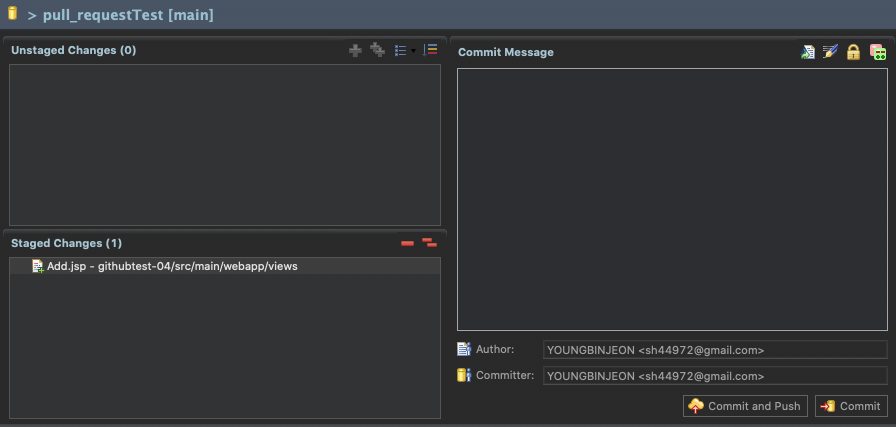 > pull_requestTest [main]
Unstaged Changes (0)
Commit Message
Staged Changes (1)
Add.jsp - githubtest-04/src/main/webapp/views
Author: YOUNGBINJEON <sh44972@gmail.com>
Committer: YOUNGBINJEON <sh44972@gmail.com>
Commit and Push
Commit